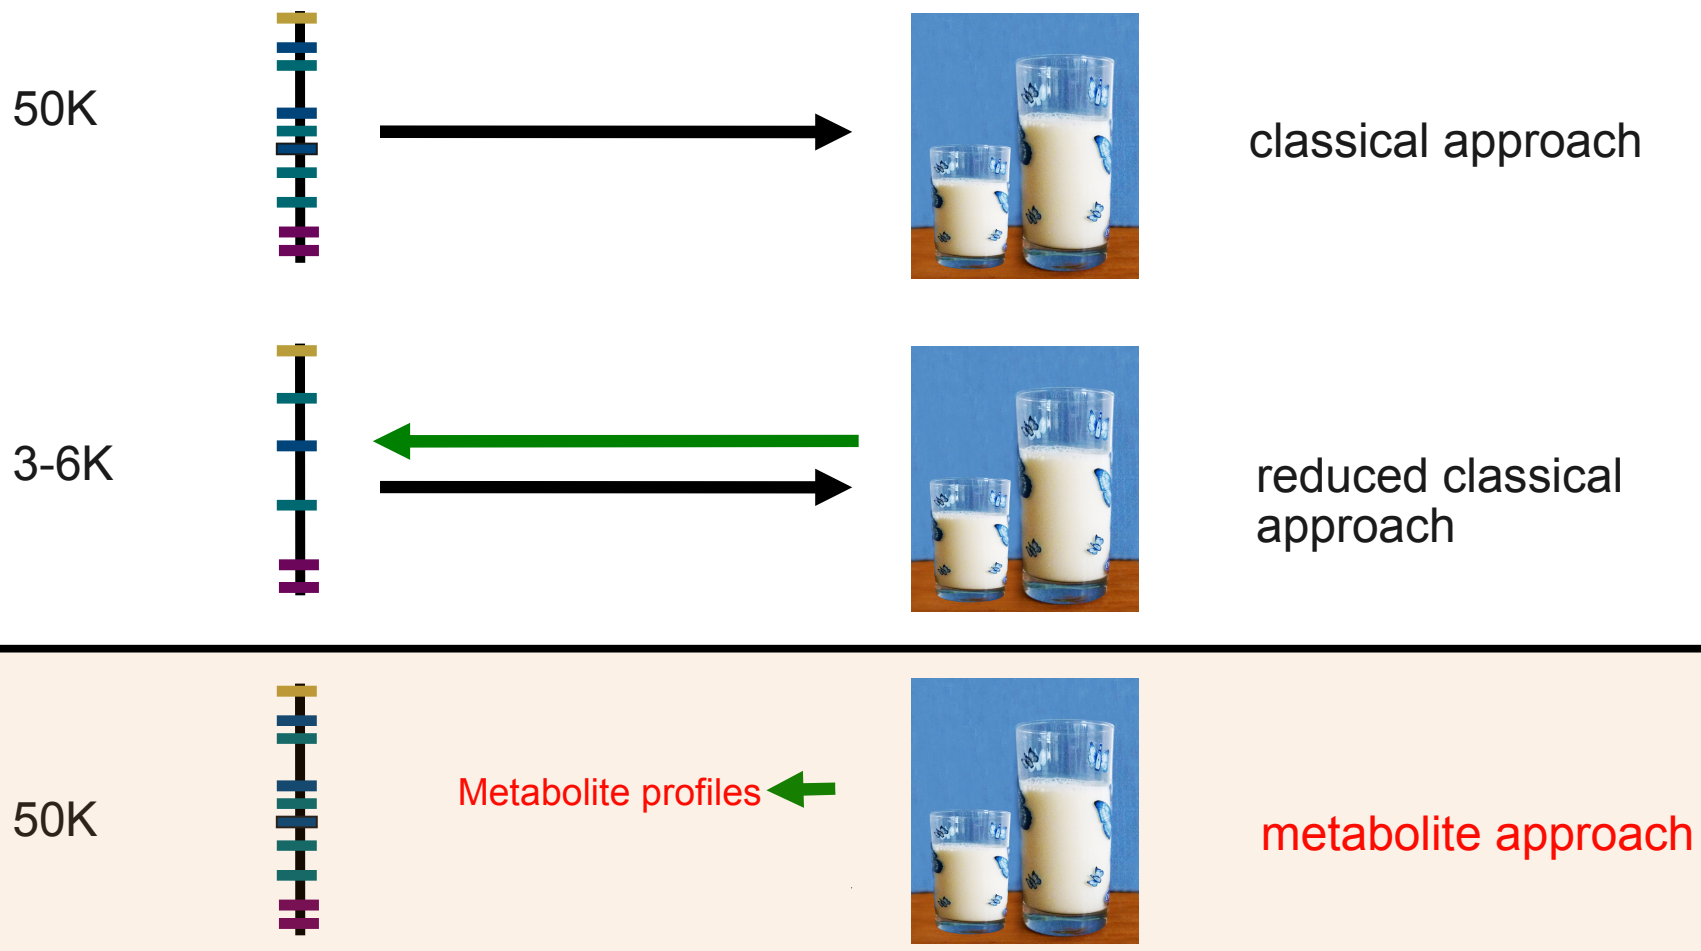 50K
classical approach
3-6K
reduced classical
approach
50K
Metabolite profiles
metabolite approach